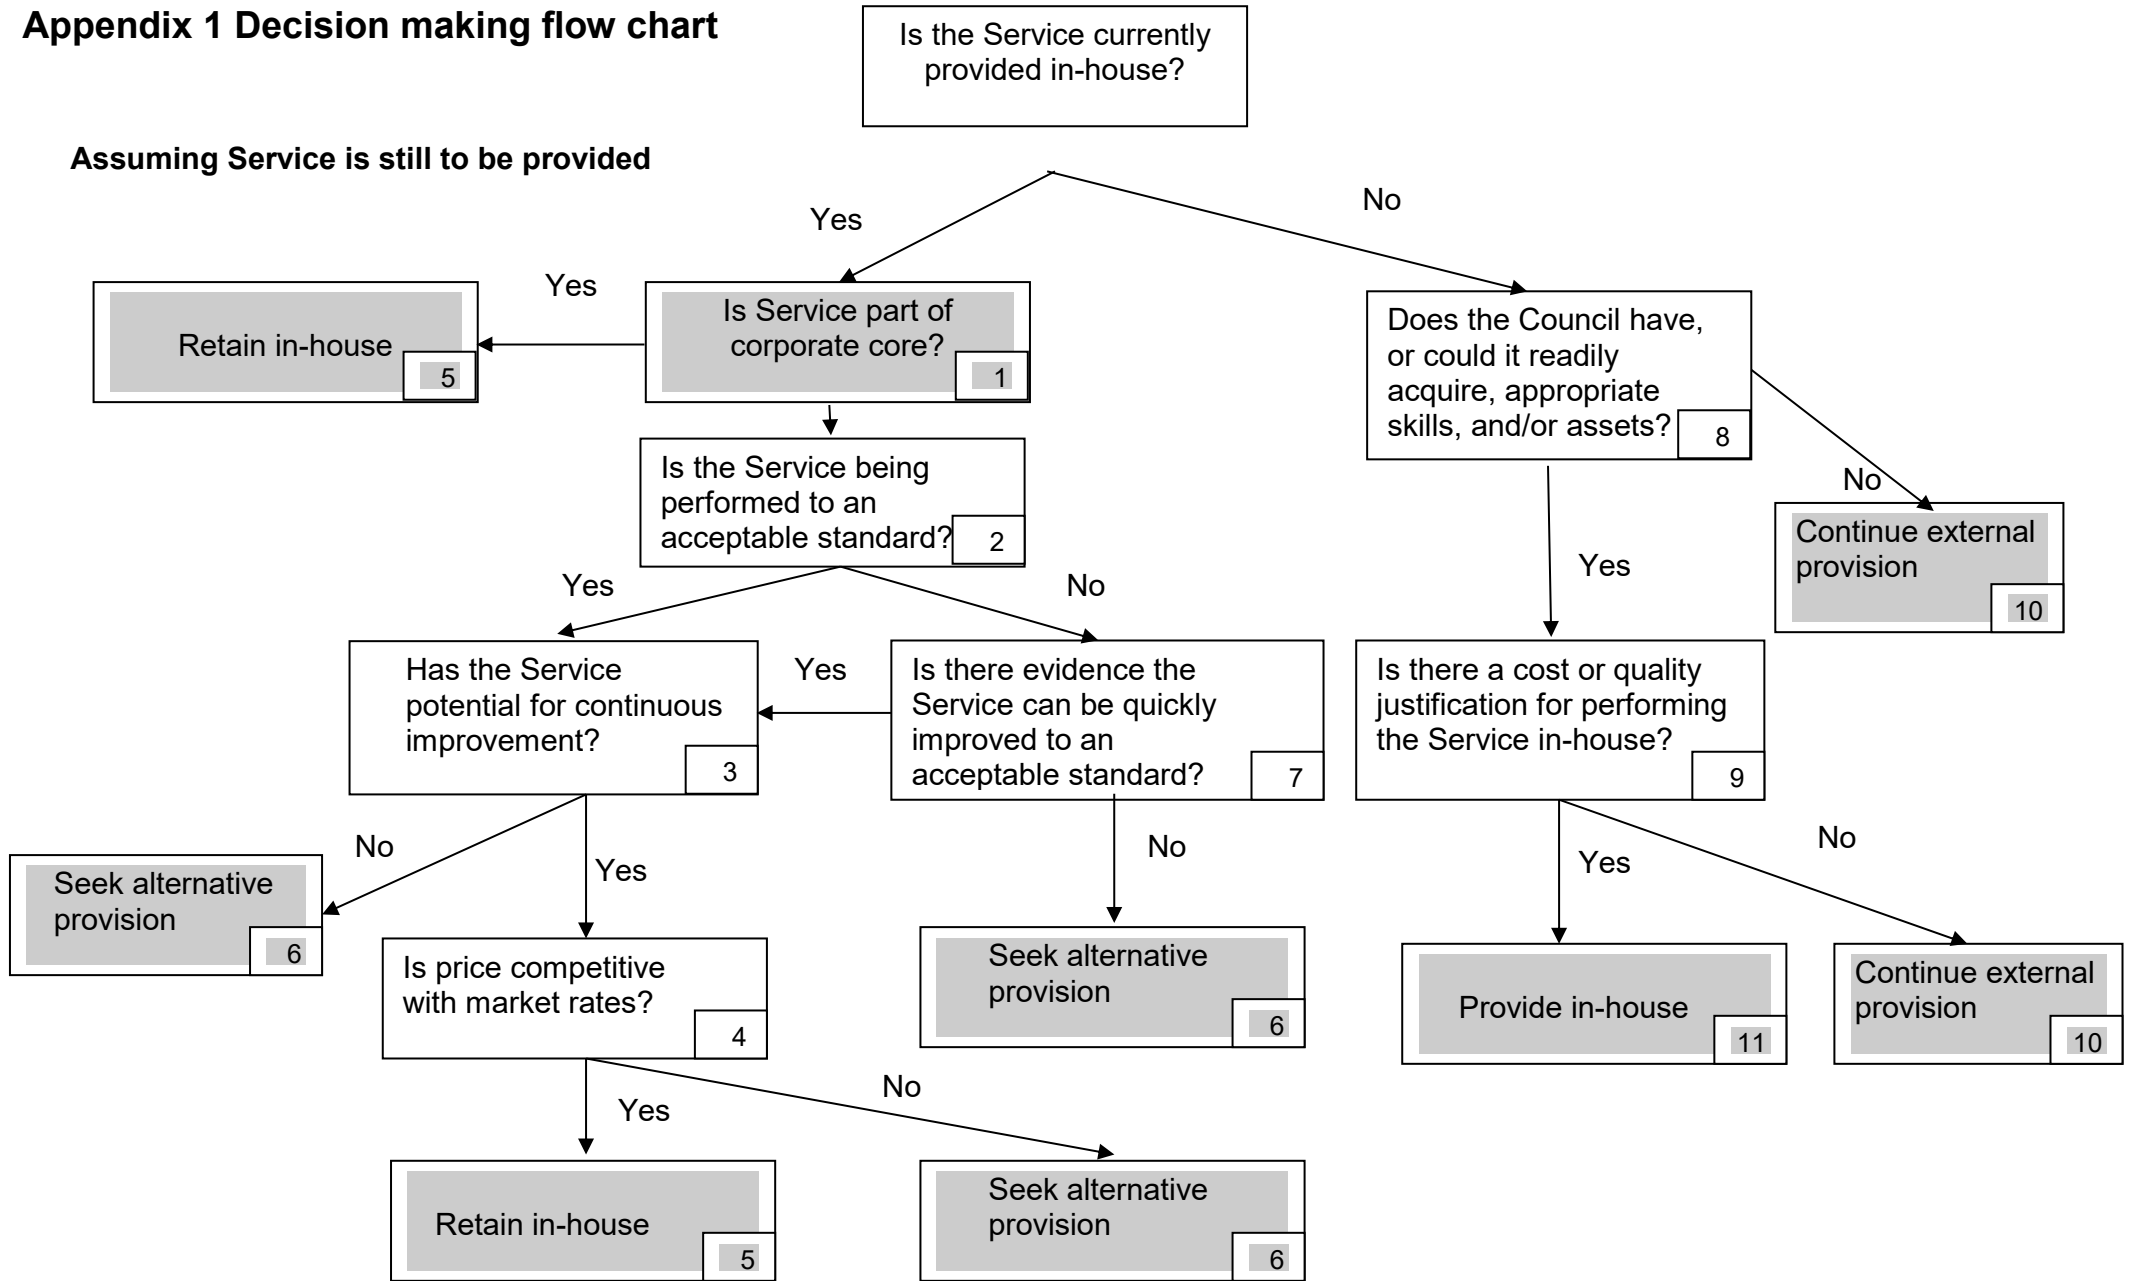 Appendix 1 Decision making flow chart
Is the Service currently
provided in-house?
Assuming Service is still to be provided
Yes
No
Retain in-house
5
Yes
Is Service part of
corporate core?
1
Does the Council have,
or could it readily
acquire, appropriate
skills, and/or assets?
8
Is the Service being
performed to an
acceptable standard?
2
No
Continue external
provision
10
Yes
No
Yes
Has the Service
potential for continuous
improvement?
3
Yes
Is there evidence the
Service can be quickly
improved to an
acceptable standard?
7
Is there a cost or quality
justification for performing
the Service in-house?
9
No
Yes
No
Yes
No
Seek alternative
provision
6
Is price competitive
with market rates?
4
Seek alternative
provision
6
Provide in-house
11
Continue external
provision
10
Yes
No
Retain in-house
5
Seek alternative
provision
6